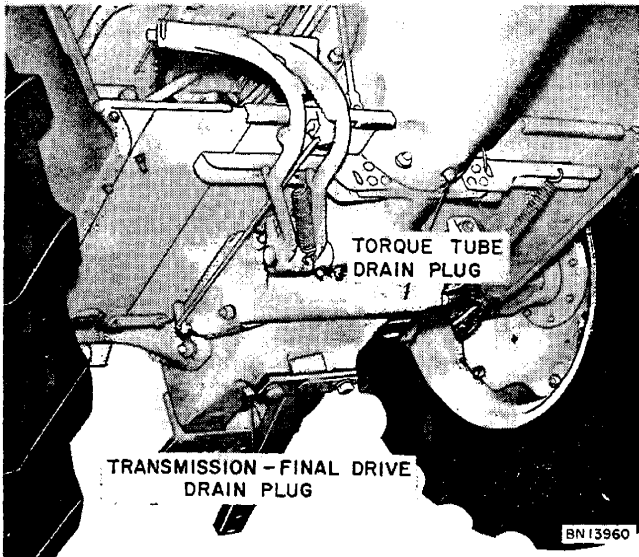 TORQUE TUBE
DRAIN PLUG
TRANSMISSION-FINAL DRIVE
DRAIN PLUG
BN13960